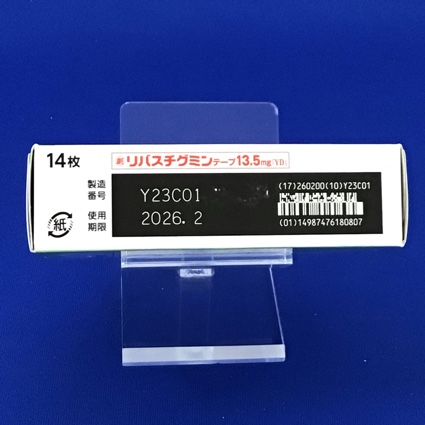 14枚
劇 リバスチグミンテープ13.5mg「YD」
製造番号 Y23C01
使用期限 2026.2
紙
(17)260200(10)Y23C01
(01)14987476180807